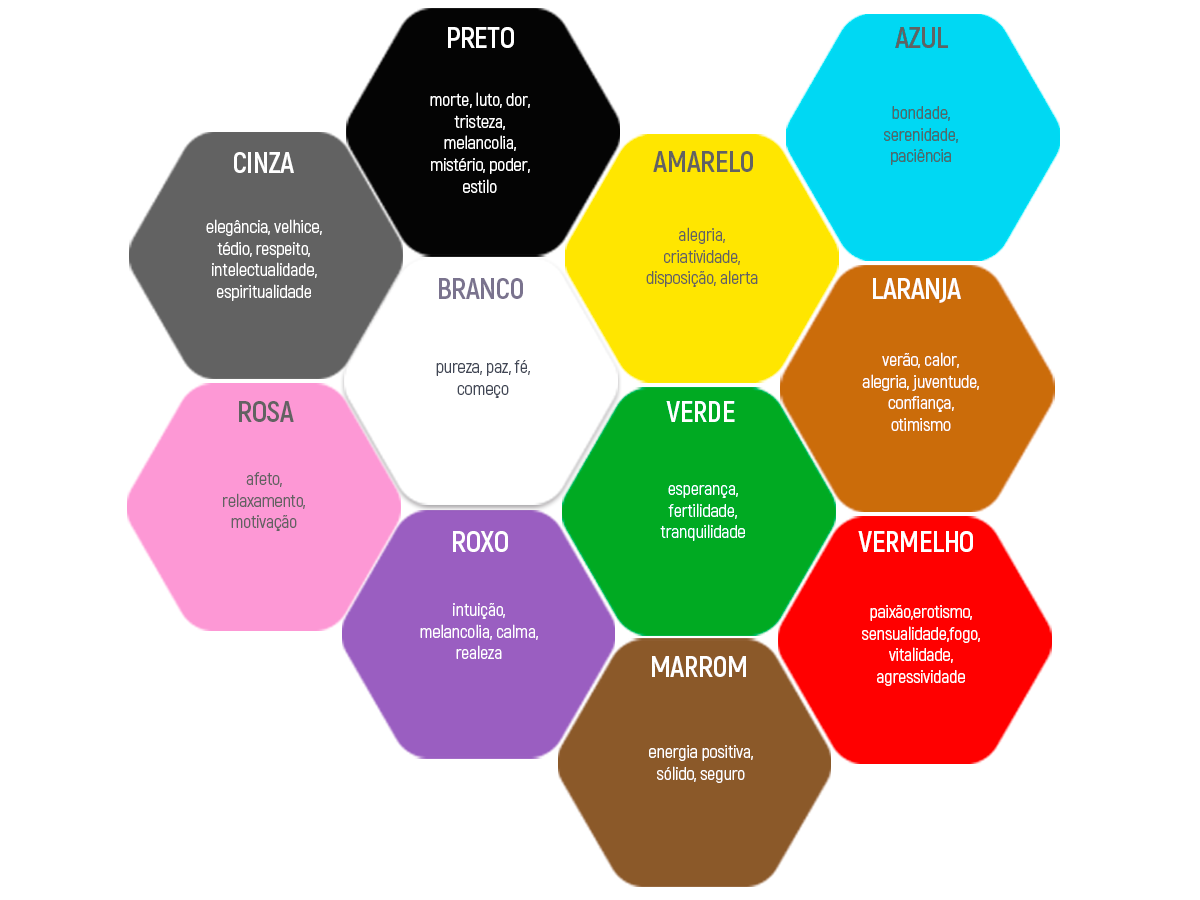 PRETO
morte, luto, dor,
tristeza,
melancolia,
mistério, poder,
estilo
AZUL
bondade,
serenidade,
paciência
CINZA
elegância, velhice,
tédio, respeito,
intelectualidade,
espiritualidade
AMARELO
alegria,
criatividade,
disposição, alerta
BRANCO
pureza, paz, fé,
começo
LARANJA
verão, calor,
alegria, juventude,
confiança,
otimismo
ROSA
afeto,
relaxamento,
motivação
VERDE
esperança,
fertilidade,
tranquilidade
ROXO
intuição,
melancolia, calma,
realeza
VERMELHO
paixão,erotismo,
sensualidade,fogo,
vitalidade,
agressividade
MARROM
energia positiva,
sólido, seguro